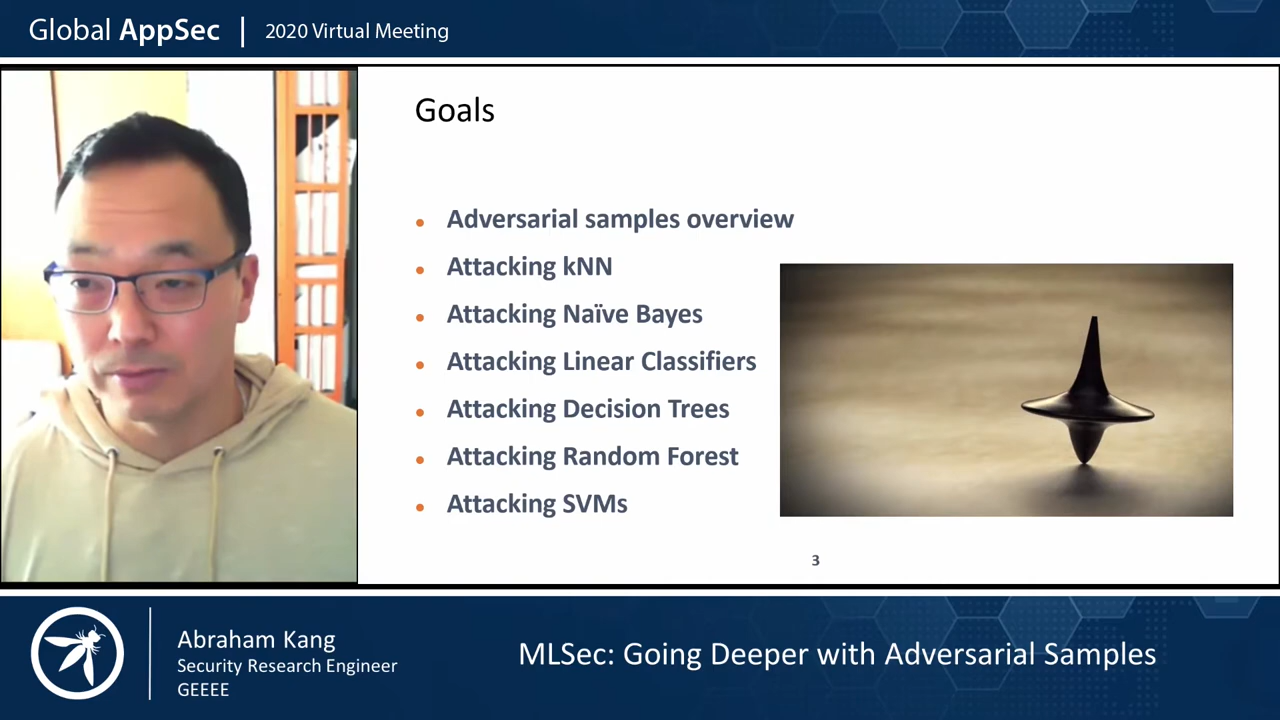 Global AppSec | 2020 Virtual Meeting
Goals
• Adversarial samples overview
• Attacking kNN
• Attacking Naïve Bayes
• Attacking Linear Classifiers
• Attacking Decision Trees
• Attacking Random Forest
• Attacking SVMs
3
Abraham Kang
Security Research Engineer
GEEEE
MLSec: Going Deeper with Adversarial Samples